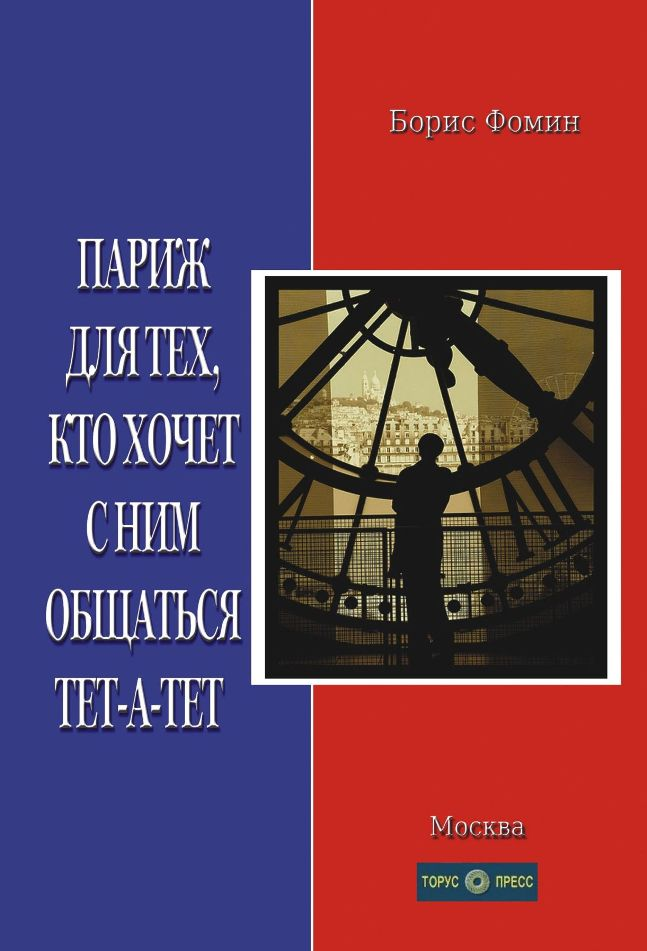 Борис Фомин
ПАРИЖ
ДЛЯ ТЕХ,
КТО ХОЧЕТ
С НИМ
ОБЩАТЬСЯ
ТЕТ-А-ТЕТ
Москва
ТОРУС ПРЕСС